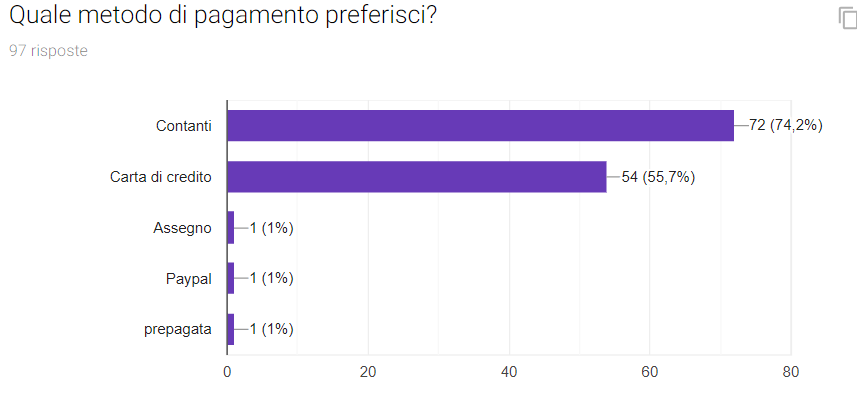 Quale metodo di pagamento preferisci?
97 risposte
Contanti 72 (74,2%)
Carta di credito 54 (55,7%)
Assegno 1 (1%)
Paypal 1 (1%)
prepagata 1 (1%)
0 20 40 60 80